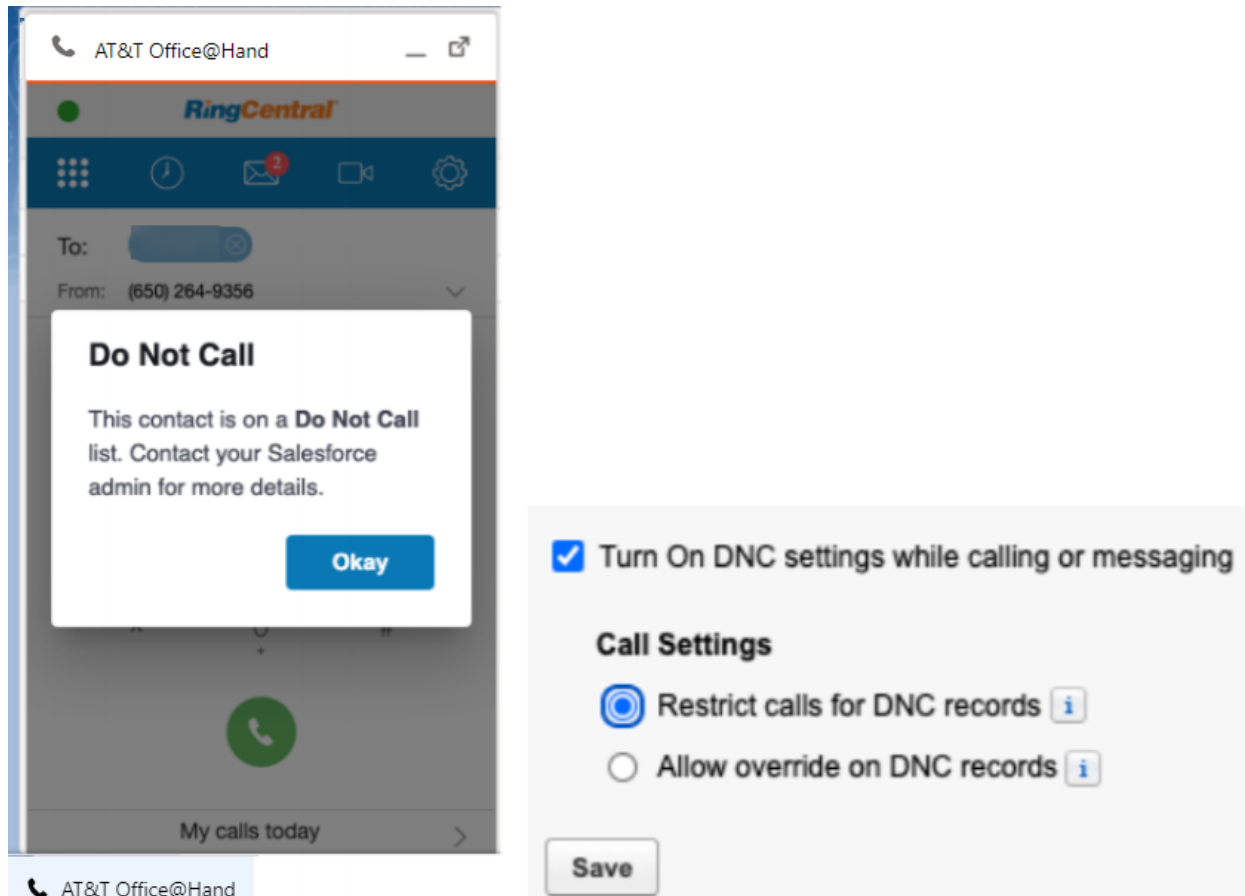 AT&T Office@Hand
RingCentral
2
To:
From: (650) 264-9356
Do Not Call
This contact is on a Do Not Call
list. Contact your Salesforce
admin for more details.
Okay
+
My calls today
AT&T Office@Hand
Turn On DNC settings while calling or messaging
Call Settings
Restrict calls for DNC records i
Allow override on DNC records i
Save